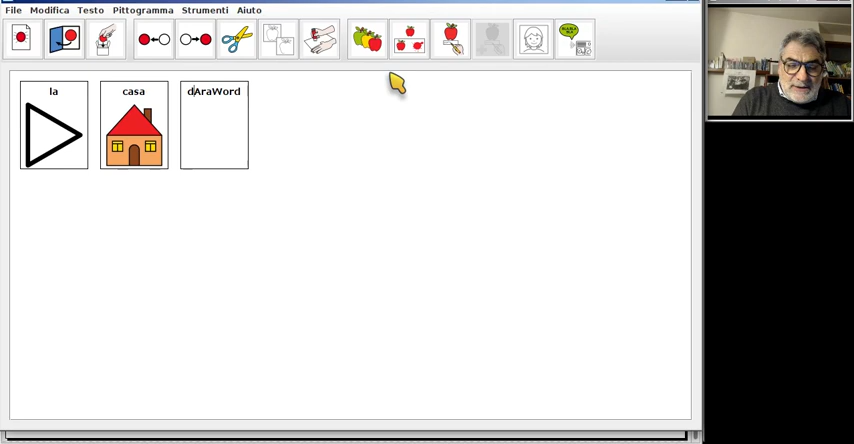 File Modifica Testo Pittogramma Strumenti Aiuto
la casa dAraWord